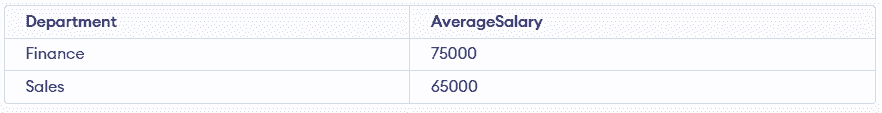 Department AverageSalary
Finance 75000
Sales 65000